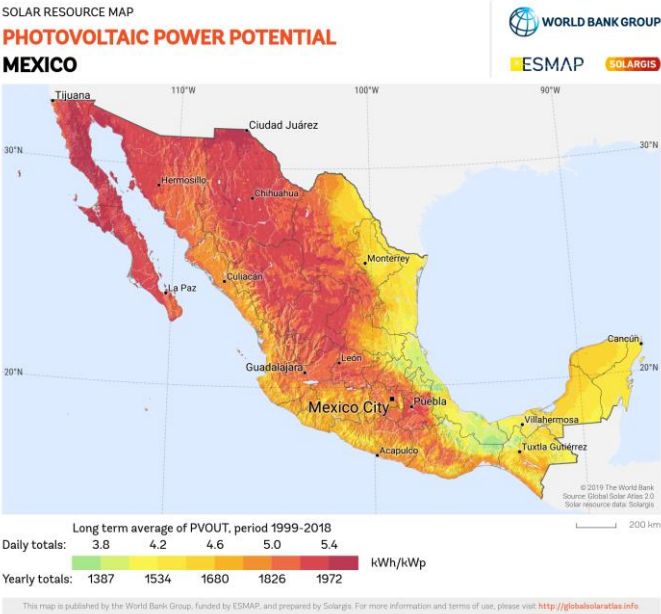 SOLAR RESOURCE MAP
PHOTOVOLTAIC POWER POTENTIAL
MEXICO
WORLD BANK GROUP
ESMAP
SOLARGIS
110°W
100°W
90°W
Tijuana
Ciudad Juárez
30°N
30°N
Hermosillo
Chihuahua
Monterrey
Culiacán
La Paz
Cancún
León
20°N
Guadalajara
20°N
Mexico City
Puebla
Villahermosa
Acapulco
Tuxtla Gutiérrez
© 2019 The World Bank
Source: Global Solar Atlas 2.0
Solar resource data: Solargis
200 km
Long term average of PVOUT, period 1999-2018
Daily totals: 3.8 4.2 4.6 5.0 5.4
kWh/kWp
Yearly totals: 1387 1534 1680 1826 1972
This map is published by the World Bank Group, funded by ESMAP, and prepared by Solargis. For more information and terms of use, please visit http://globalsolaratlas.info.